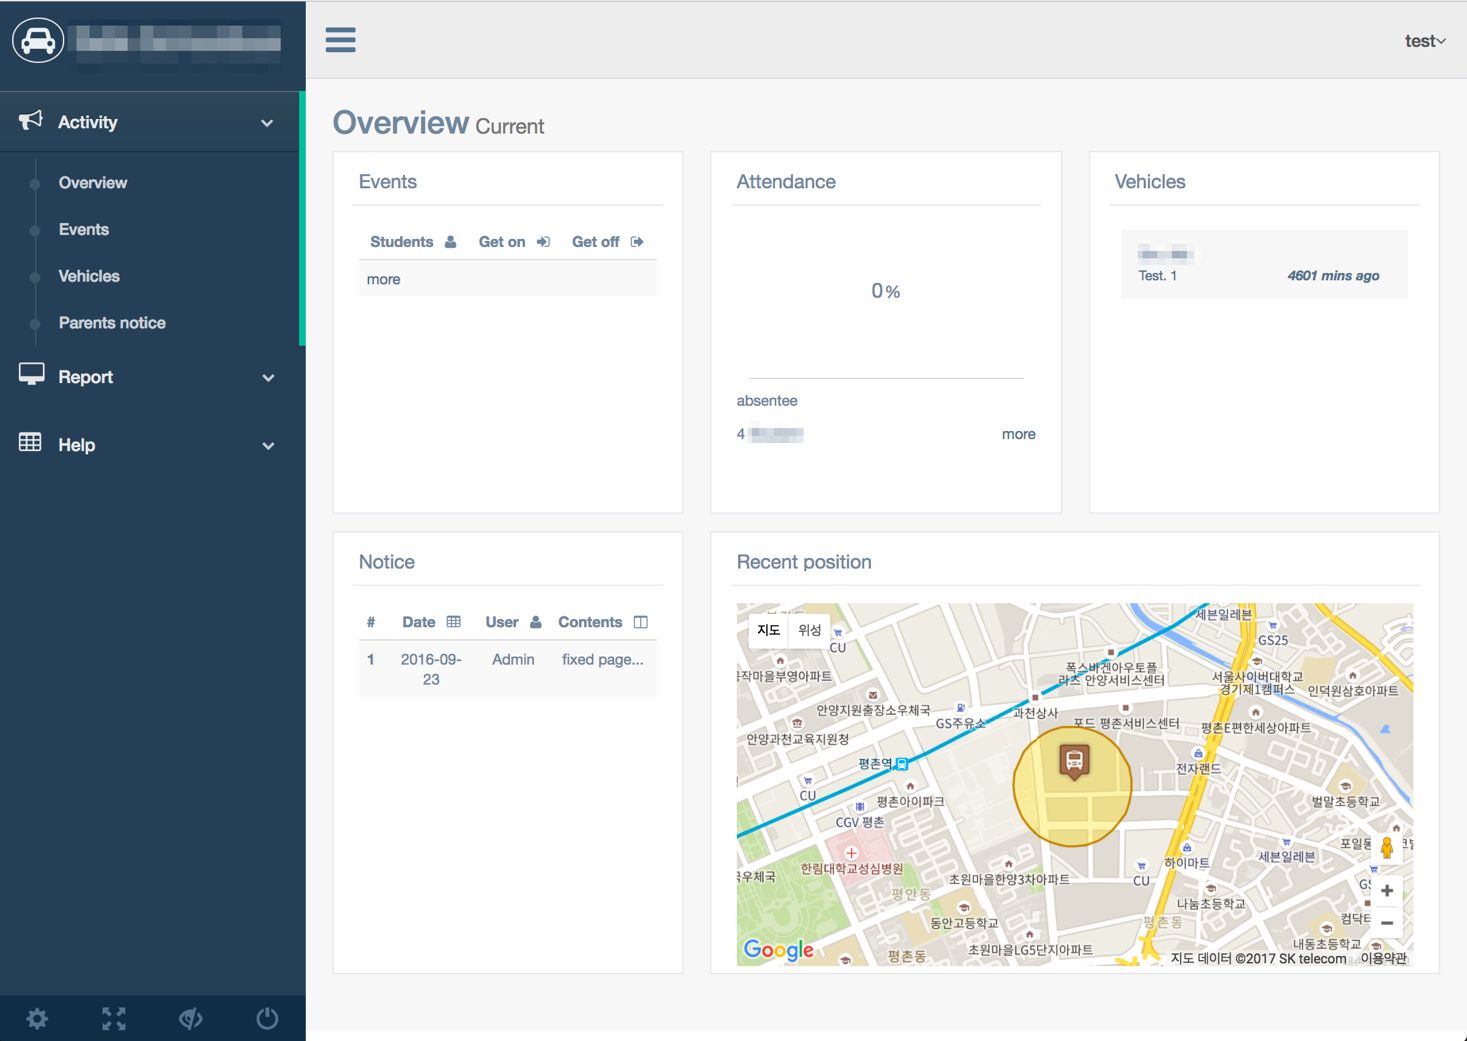 test
Activity
Overview
Events
Vehicles
Parents notice
Report
Help
Overview Current
Events
Students Get on Get off
more
Attendance
0%
absentee
4
more
Vehicles
Test. 1 4601 mins ago
Notice
# Date User Contents
1 2016-09-23 Admin fixed page...
Recent position
지도 위성
세븐일레븐
CU
GS25
폭스바겐아우토플라츠 안양서비스센터
서울사이버대학교 경기제1캠퍼스
인덕원삼호아파트
작마을부영아파트
안양지원출장소우체국
GS주유소
과천상사
포드 평촌서비스센터
평촌E편한세상아파트
안양과천교육지원청
평촌역
전자랜드
CU
평촌아이파크
벌말초등학교
CGV 평촌
포일동
한림대학교성심병원
하이마트
세븐일레븐
우체국
초원마을한양3차아파트
CU
평안동
나눔초등학교
컴닥터
동안고등학교
평촌동
초원마을LG5단지아파트
내동초등학교
평촌동
Google
지도 데이터 ©2017 SK telecom 이용약관